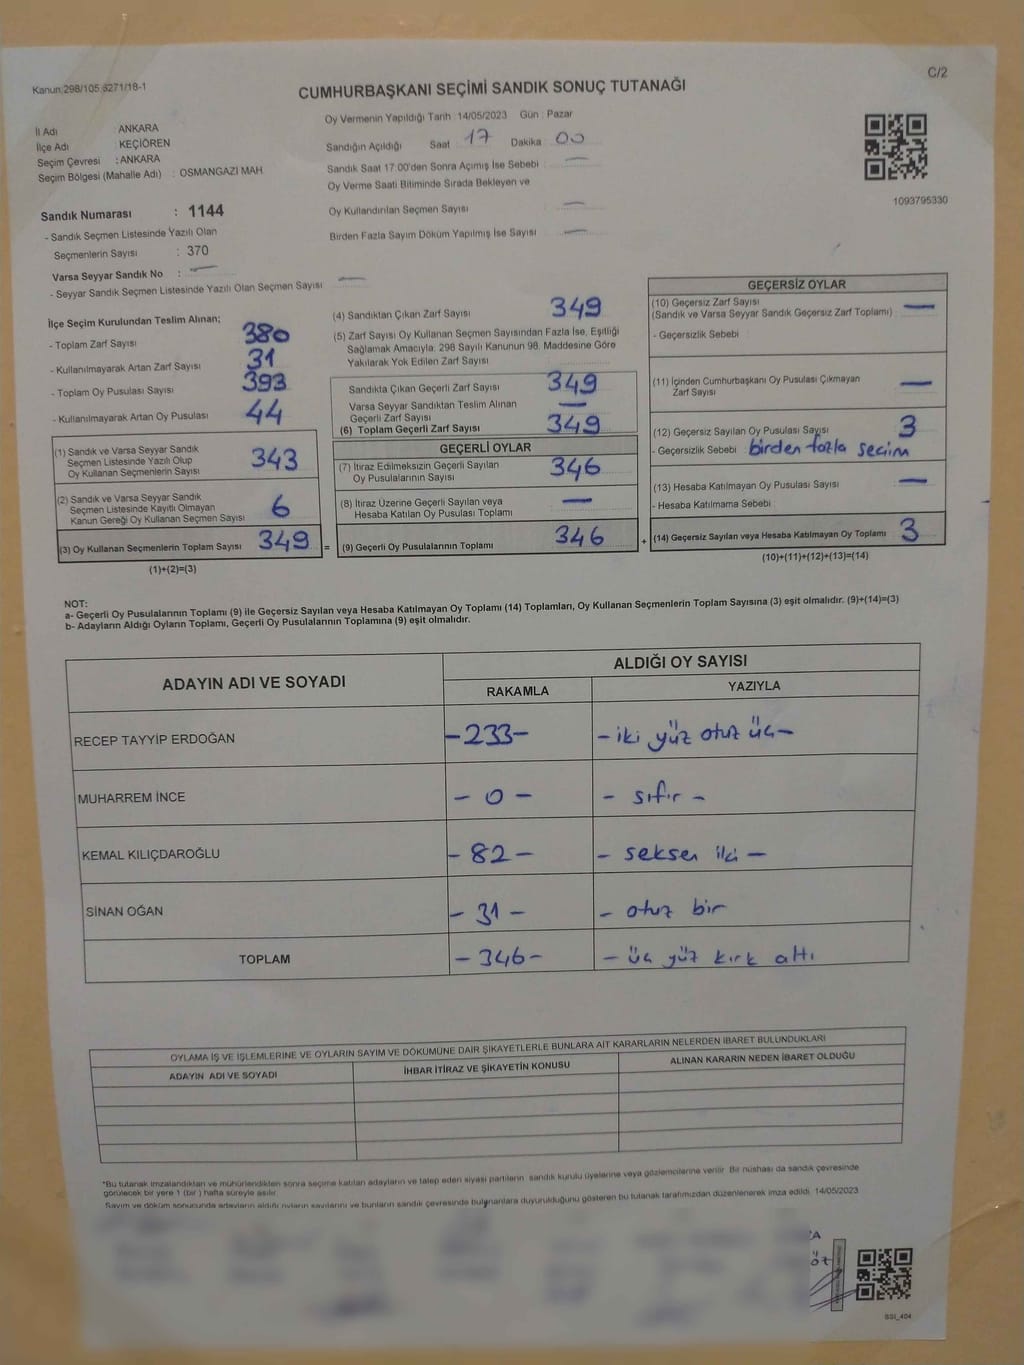 C/2
Kanun.298/105.6271/18-1
CUMHURBAŞKANI SEÇİMİ SANDIK SONUÇ TUTANAĞI
Oy Vermenin Yapıldığı Tarih 14/05/2023 Gün : Pazar
İl Adı : ANKARA
İlçe Adı : KEÇİÖREN
Seçim Çevresi : ANKARA
Seçim Bölgesi (Mahalle Adı) : OSMANGAZİ MAH
Sandığın Açıldığı Saat 17 Dakika 00
Sandık Saat 17:00'den Sonra Açımış İse Sebebi : —
Oy Verme Saati Bitiminde Sırada Bekleyen ve
Oy Kullandırılan Seçmen Sayısı : —
Birden Fazla Sayım Döküm Yapılmış İse Sayısı : —
1093795330
Sandık Numarası : 1144
- Sandık Seçmen Listesinde Yazılı Olan
Seçmenlerin Sayısı : 370
Varsa Seyyar Sandık No : —
- Seyyar Sandık Seçmen Listesinde Yazılı Olan Seçmen Sayısı : —
İlçe Seçim Kurulundan Teslim Alınan;
- Toplam Zarf Sayısı 380
- Kullanılmayarak Artan Zarf Sayısı 31
- Toplam Oy Pusulası Sayısı 393
- Kullanılmayarak Artan Oy Pusulası 44
(1) Sandık ve Varsa Seyyar Sandık
Seçmen Listesinde Yazılı Olup
Oy Kullanan Seçmenlerin Sayısı 343
(2) Sandık ve Varsa Seyyar Sandık
Seçmen Listesinde Kayıtlı Olmayan
Kanun Gereği Oy Kullanan Seçmen Sayısı 6
(3) Oy Kullanan Seçmenlerin Toplam Sayısı 349 =
(1)+(2)=(3)
(4) Sandıktan Çıkan Zarf Sayısı 349
(5) Zarf Sayısı Oy Kullanan Seçmen Sayısından Fazla İse, Eşitliği
Sağlamak Amacıyla, 298 Sayılı Kanunun 98. Maddesine Göre
Yakılarak Yok Edilen Zarf Sayısı
Sandıkta Çıkan Geçerli Zarf Sayısı 349
Varsa Seyyar Sandıktan Teslim Alınan
Geçerli Zarf Sayısı —
(6) Toplam Geçerli Zarf Sayısı 349
GEÇERLİ OYLAR
(7) İtiraz Edilmeksizin Geçerli Sayılan
Oy Pusulalarının Sayısı 346
(8) İtiraz Üzerine Geçerli Sayılan veya
Hesaba Katılan Oy Pusulası Toplamı —
(9) Geçerli Oy Pusulalarının Toplamı 346 +
GEÇERSİZ OYLAR
(10) Geçersiz Zarf Sayısı
(Sandık ve Varsa Seyyar Sandık Geçersiz Zarf Toplamı) —
- Geçersizlik Sebebi :
(11) İçinden Cumhurbaşkanı Oy Pusulası Çıkmayan
Zarf Sayısı —
(12) Geçersiz Sayılan Oy Pusulası Sayısı 3
- Geçersizlik Sebebi : birden fazla seçim
(13) Hesaba Katılmayan Oy Pusulası Sayısı —
- Hesaba Katılmama Sebebi :
(14) Geçersiz Sayılan veya Hesaba Katılmayan Oy Toplamı 3
(10)+(11)+(12)+(13)=(14)
NOT:
a- Geçerli Oy Pusulalarının Toplamı (9) ile Geçersiz Sayılan veya Hesaba Katılmayan Oy Toplamı (14) Toplamları, Oy Kullanan Seçmenlerin Toplam Sayısına (3) eşit olmalıdır. (9)+(14)=(3)
b- Adayların Aldığı Oyların Toplamı, Geçerli Oy Pusulalarının Toplamına (9) eşit olmalıdır.
ADAYIN ADI VE SOYADI
ALDIĞI OY SAYISI
RAKAMLA YAZIYLA
RECEP TAYYİP ERDOĞAN -233- - iki yüz otuz üç -
MUHARREM İNCE - 0 - - sıfır -
KEMAL KILIÇDAROĞLU - 82 - - seksen iki -
SİNAN OĞAN - 31 - - otuz bir
TOPLAM - 346 - - üç yüz kırk altı
OYLAMA İŞ VE İŞLEMLERİNE VE OYLARIN SAYIM VE DÖKÜMÜNE DAİR ŞİKAYETLERLE BUNLARA AİT KARARLARIN NELERDEN İBARET BULUNDUKLARI
ADAYIN ADI VE SOYADI İHBAR İTİRAZ VE ŞİKAYETİN KONUSU ALINAN KARARIN NEDEN İBARET OLDUĞU
*Bu tutanak imzalandıktan ve mühürlendikten sonra seçime katılan adayların ve talep eden siyasi partilerin sandık kurulu üyelerine veya gözlemcilerine verilir. Bir nüshası da sandık çevresinde
görülecek bir yere 1 (bir) hafta süreyle asılır.
Sayım ve döküm sonucunda adayların aldığı oyların sayılarını ve bunların sandık çevresinde bulunanlara duyurulduğunu gösteren bu tutanak tarafımızdan düzenlenerek imza edildi. 14/05/2023
BSI_404